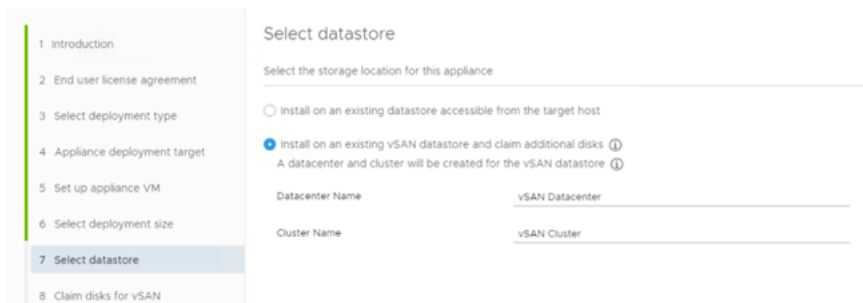 Select datastore
1 Introduction
2 End user license agreement
Select the storage location for this appliance
3 Select deployment type
Install on an existing datastore accessible from the target host
4 Appliance deployment target
Install on an existing vSAN datastore and claim additional disks
A datacenter and cluster will be created for the vSAN datastore
5 Set up appliance VM
Datacenter Name vSAN Datacenter
6 Select deployment size
Cluster Name vSAN Cluster
7 Select datastore
8 Claim disks for vSAN